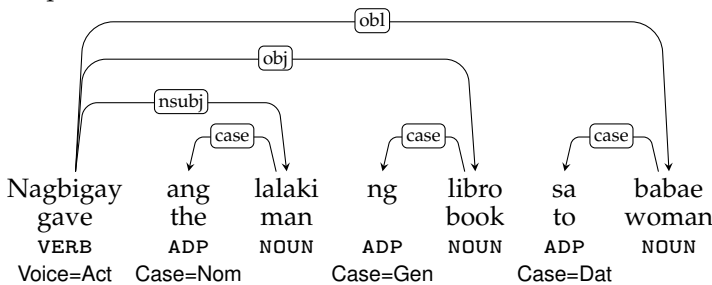 obl
obj
nsubj
case case case
Nagbigay ang lalaki ng libro sa babae
gave the man book to woman
VERB ADP NOUN ADP NOUN ADP NOUN
Voice=Act Case=Nom Case=Gen Case=Dat